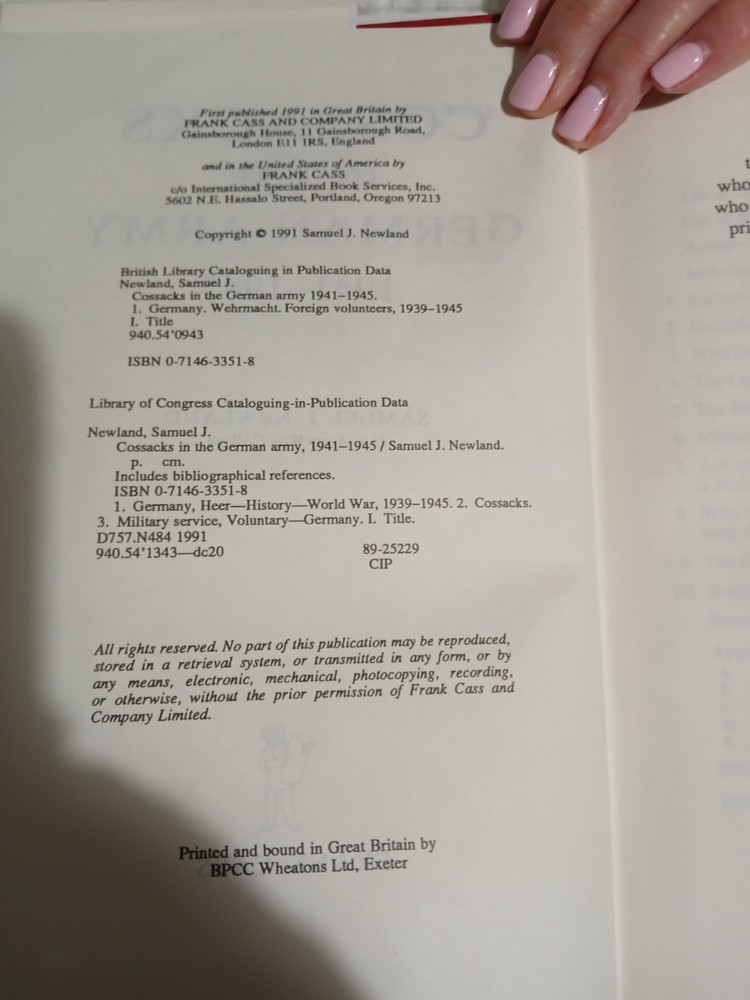 First published 1991 in Great Britain by
FRANK CASS AND COMPANY LIMITED
Gainsborough House, 11 Gainsborough Road,
London E11 1RS, England
and in the United States of America by
FRANK CASS
c/o International Specialized Book Services, Inc.
5602 N.E. Hassalo Street, Portland, Oregon 97213
Copyright © 1991 Samuel J. Newland
British Library Cataloguing in Publication Data
Newland, Samuel J.
Cossacks in the German army 1941–1945.
1. Germany. Wehrmacht. Foreign volunteers, 1939–1945
I. Title
940.54'0943
ISBN 0-7146-3351-8
Library of Congress Cataloguing-in-Publication Data
Newland, Samuel J.
Cossacks in the German army, 1941–1945 / Samuel J. Newland.
p. cm.
Includes bibliographical references.
ISBN 0-7146-3351-8
1. Germany, Heer—History—World War, 1939–1945. 2. Cossacks.
3. Military service, Voluntary—Germany. I. Title.
D757.N484 1991
940.54'1343—dc20 89-25229
CIP
All rights reserved. No part of this publication may be reproduced,
stored in a retrieval system, or transmitted in any form, or by
any means, electronic, mechanical, photocopying, recording,
or otherwise, without the prior permission of Frank Cass and
Company Limited.
Printed and bound in Great Britain by
BPCC Wheatons Ltd, Exeter
who
who
pri